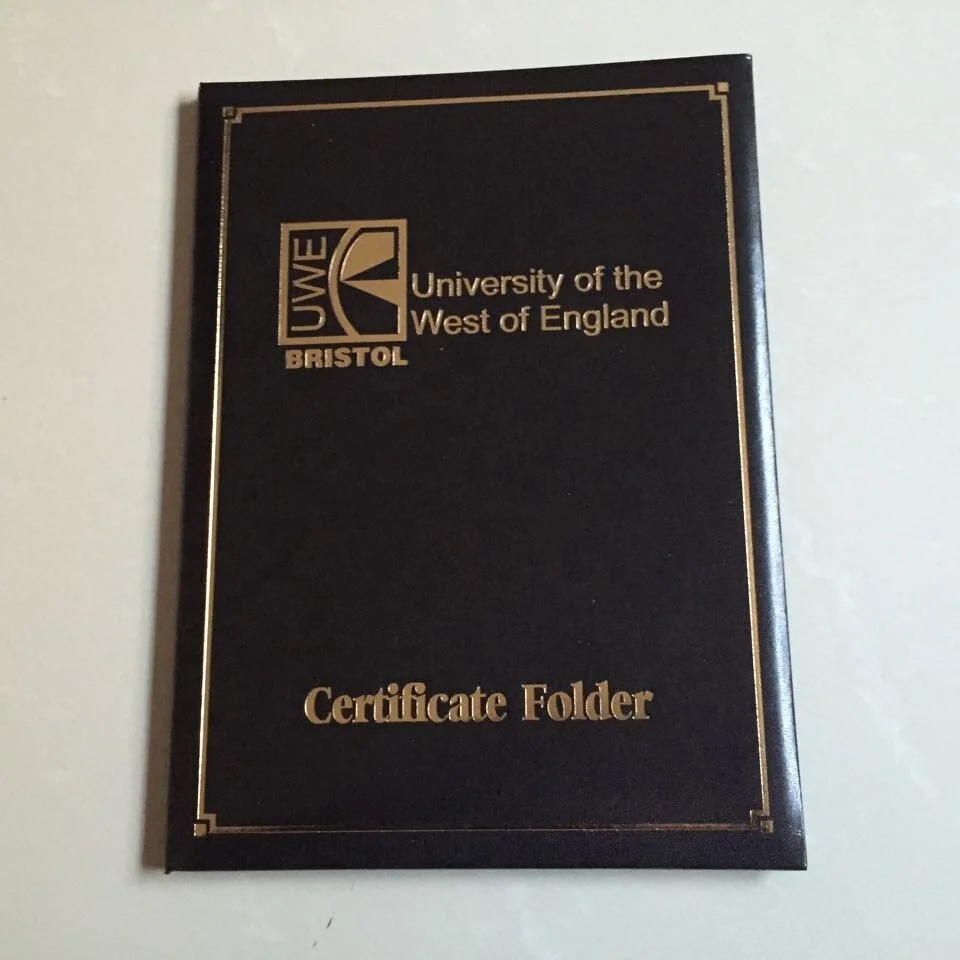 UWE
BRISTOL
University of the
West of England
Certificate Folder